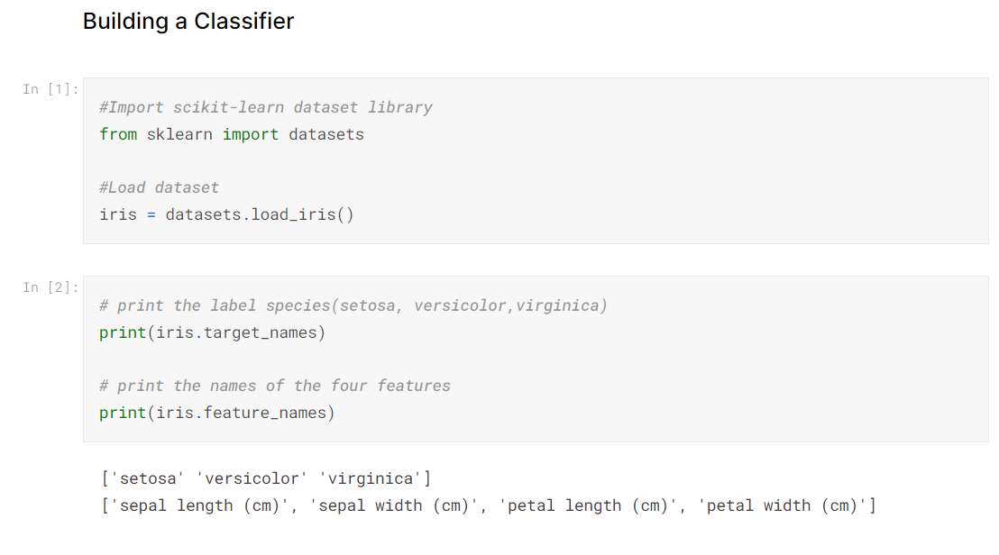 Building a Classifier
In [1]:
#Import scikit-learn dataset library
from sklearn import datasets
#Load dataset
iris = datasets.load_iris()
In [2]:
# print the label species(setosa, versicolor,virginica)
print(iris.target_names)
# print the names of the four features
print(iris.feature_names)
['setosa' 'versicolor' 'virginica']
['sepal length (cm)', 'sepal width (cm)', 'petal length (cm)', 'petal width (cm)']